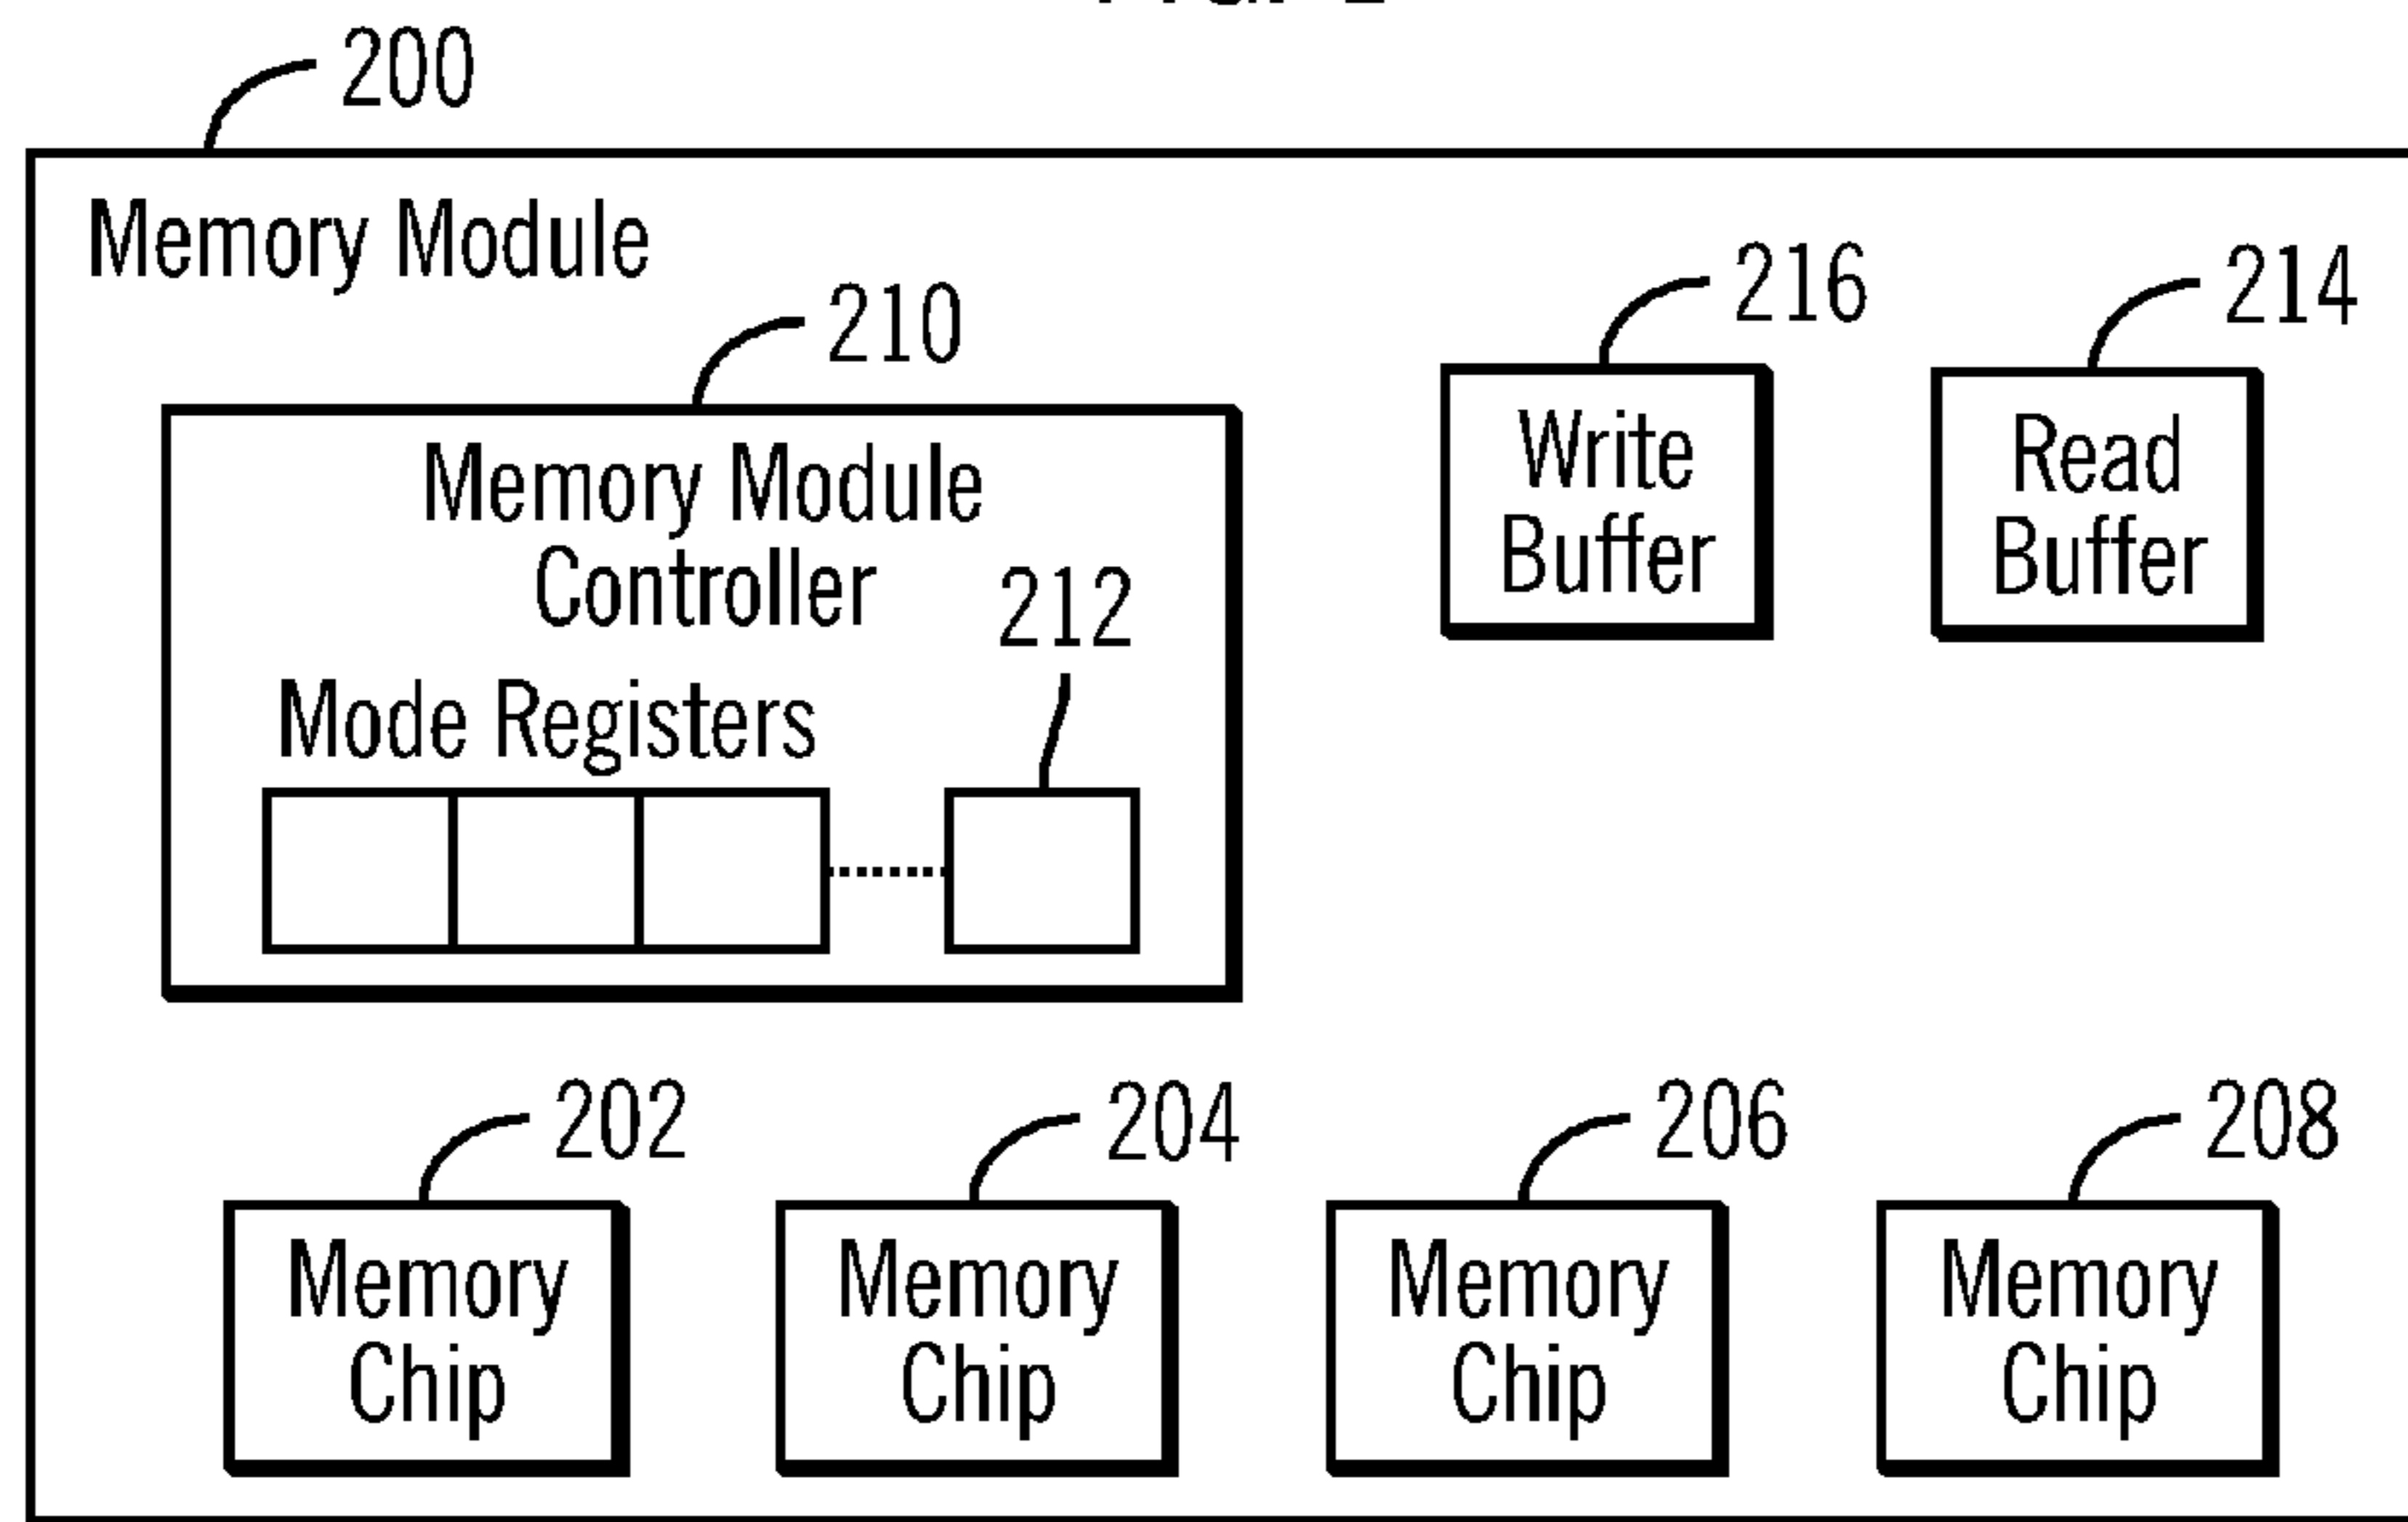 200
Memory Module
210
216
214
Memory Module
Controller
212
Mode Registers
Write
Buffer
Read
Buffer
202
204
206
208
Memory
Chip
Memory
Chip
Memory
Chip
Memory
Chip